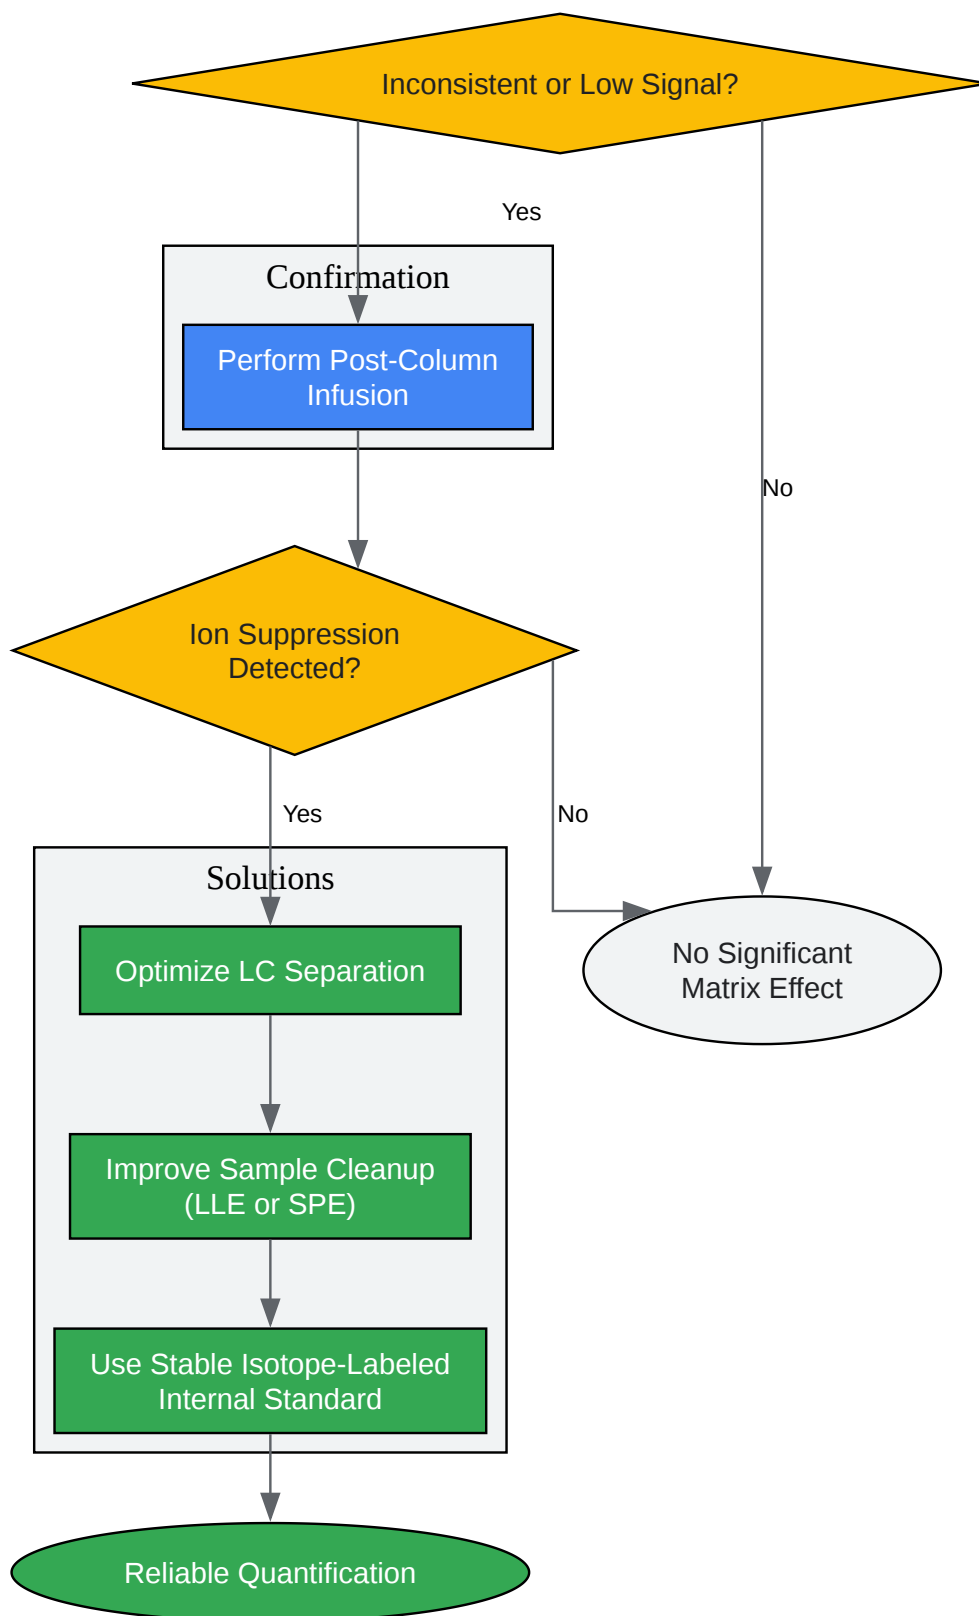 Inconsistent or Low Signal?
Yes
Confirmation
Perform Post-Column
Infusion
No
Ion Suppression
Detected?
Yes
No
Solutions
Optimize LC Separation
No Significant
Matrix Effect
Improve Sample Cleanup
(LLE or SPE)
Use Stable Isotope-Labeled
Internal Standard
Reliable Quantification